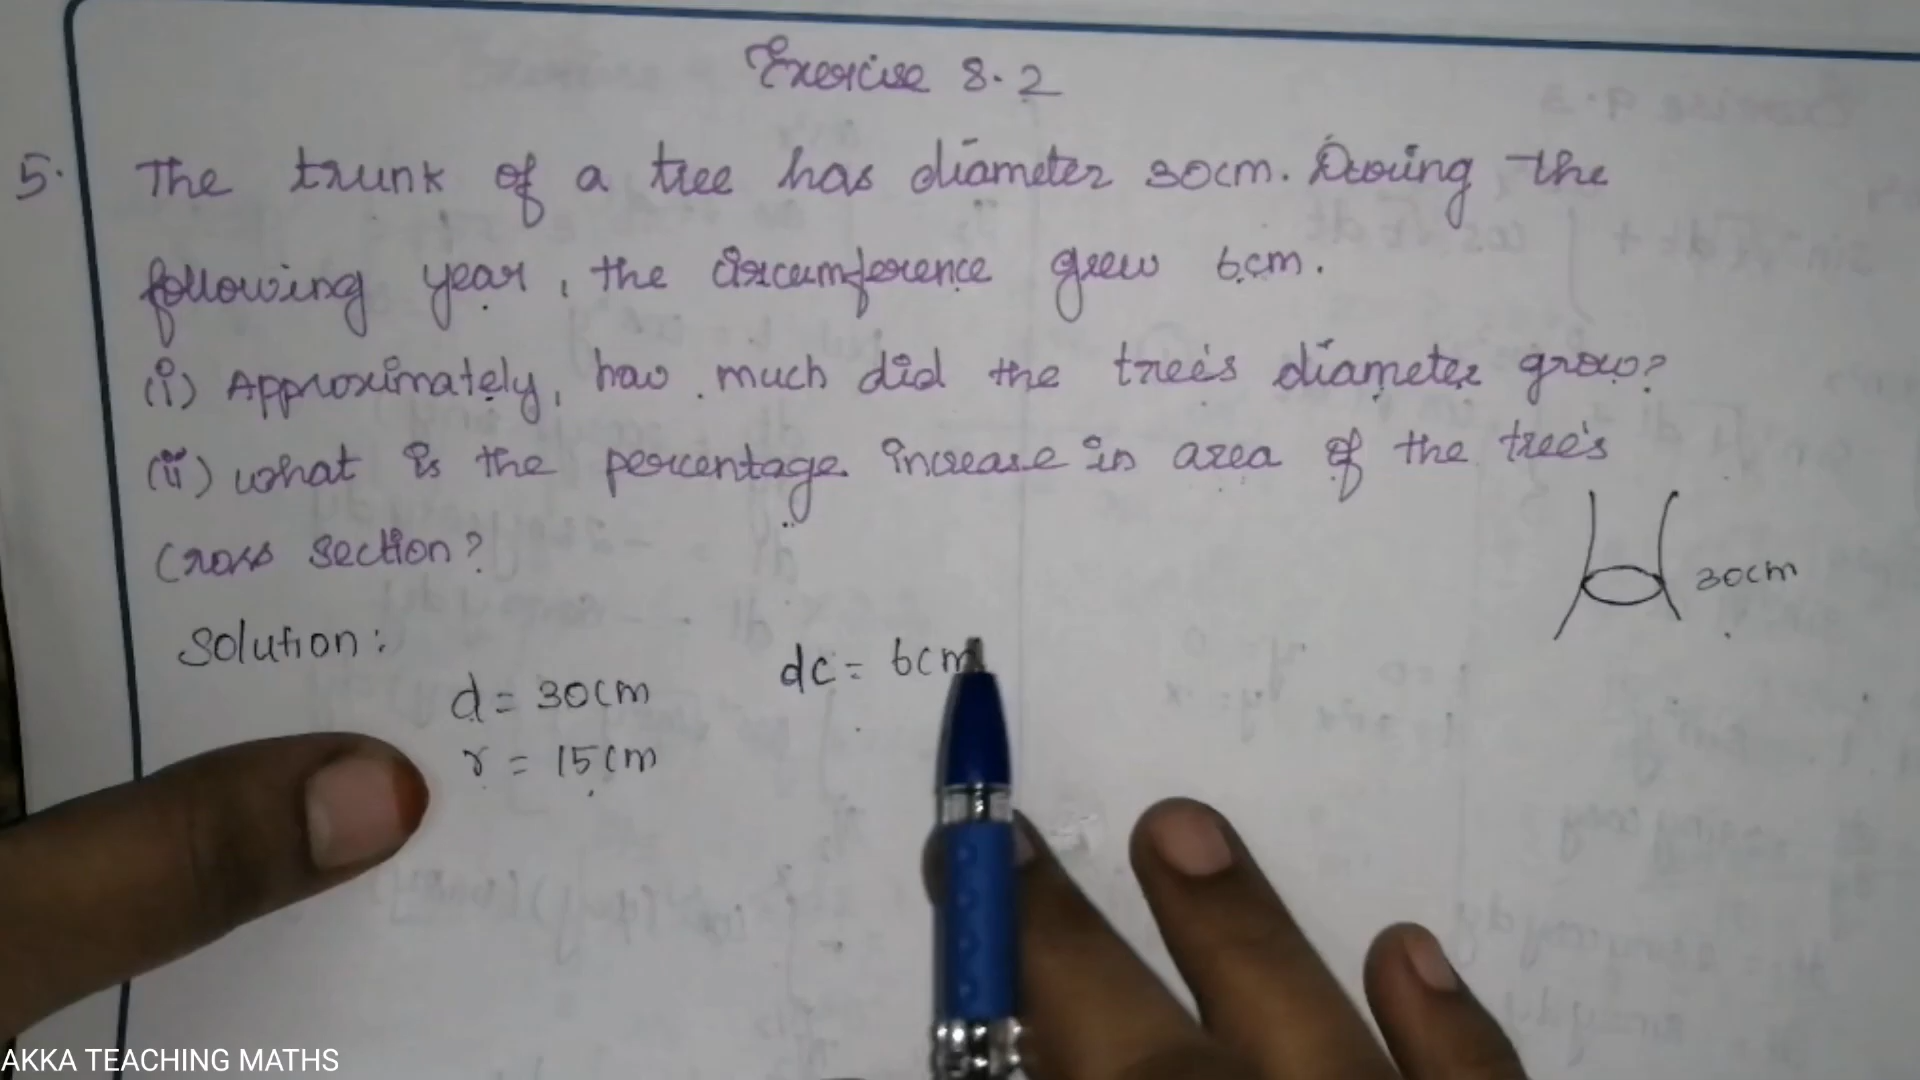 Exercise 8.2
5. The trunk of a tree has diameter 30cm. During the
following year, the circumference grew 6cm.
(i) Approximately, how much did the tree's diameter grow?
(ii) what is the percentage increase in area of the tree's
Cross section?
30cm
Solution:
d = 30cm
dc = 6cm
r = 15cm
AKKA TEACHING MATHS